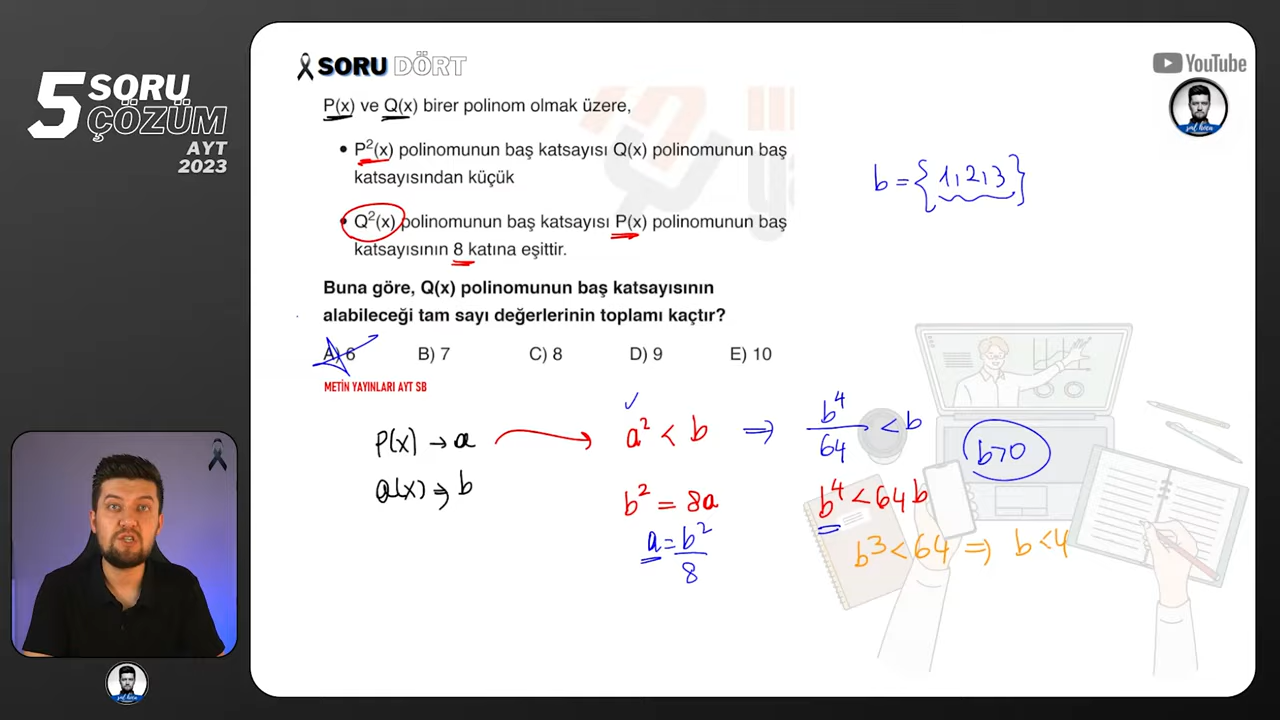 5 SORU
ÇÖZÜM
AYT
2023
SORU DÖRT
YouTube
P(x) ve Q(x) birer polinom olmak üzere,
• P²(x) polinomunun baş katsayısı Q(x) polinomunun baş
katsayısından küçük
• Q²(x) polinomunun baş katsayısı P(x) polinomunun baş
katsayısının 8 katına eşittir.
Buna göre, Q(x) polinomunun baş katsayısının
alabileceği tam sayı değerlerinin toplamı kaçtır?
A) 6 B) 7 C) 8 D) 9 E) 10
METİN YAYINLARI AYT SB
b = {1,2,3}
P(x) → a
Q(x) → b
a² < b ⇒ b⁴/64 < b
b>0
b² = 8a
b⁴ < 64b
a = b²/8
b³ < 64 ⇒ b < 4